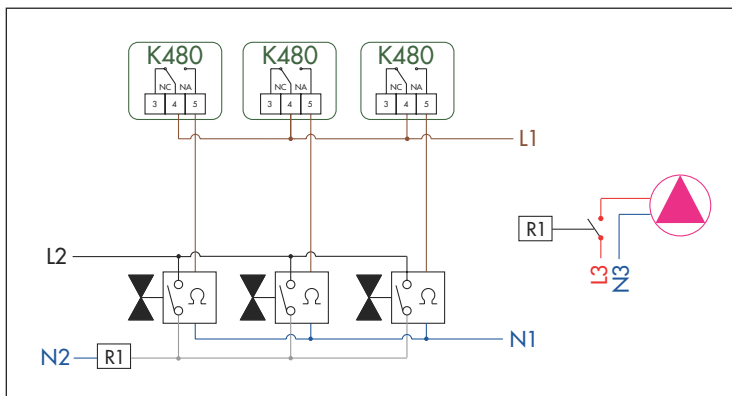 K480 K480 K480
NC NA NC NA NC NA
3 4 5 3 4 5 3 4 5
L1
R1
L2
L3 N3
Ω Ω Ω
N1
N2 R1